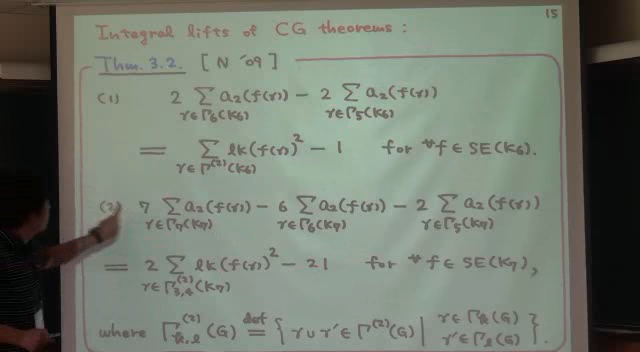 15
Integral lifts of CG theorems :
Thm. 3.2. [ N '09 ]
(1) 2 Σ a₂(f(γ)) − 2 Σ a₂(f(γ))
γ∈Γ₆(K₆) γ∈Γ₅(K₆)
= Σ lk(f(γ))² − 1 for ∀f ∈ SE(K₆).
γ∈Γ⁽²⁾(K₆)
(2) 7 Σ a₂(f(γ)) − 6 Σ a₂(f(γ)) − 2 Σ a₂(f(γ))
γ∈Γ₇(K₇) γ∈Γ₆(K₇) γ∈Γ₅(K₇)
= 2 Σ lk(f(γ))² − 21 for ∀f ∈ SE(K₇),
γ∈Γ⁽²⁾₃,₄(K₇)
where Γ⁽²⁾ₖ,ₗ(G) ≝ { γ∪γ' ∈ Γ⁽²⁾(G) | γ∈Γₖ(G) γ'∈Γₗ(G) }.